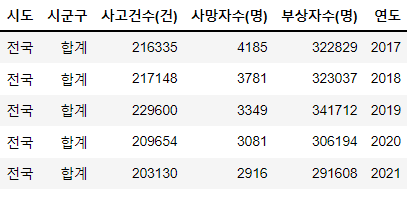 시도 시군구 사고건수(건) 사망자수(명) 부상자수(명) 연도
전국 합계 216335 4185 322829 2017
전국 합계 217148 3781 323037 2018
전국 합계 229600 3349 341712 2019
전국 합계 209654 3081 306194 2020
전국 합계 203130 2916 291608 2021